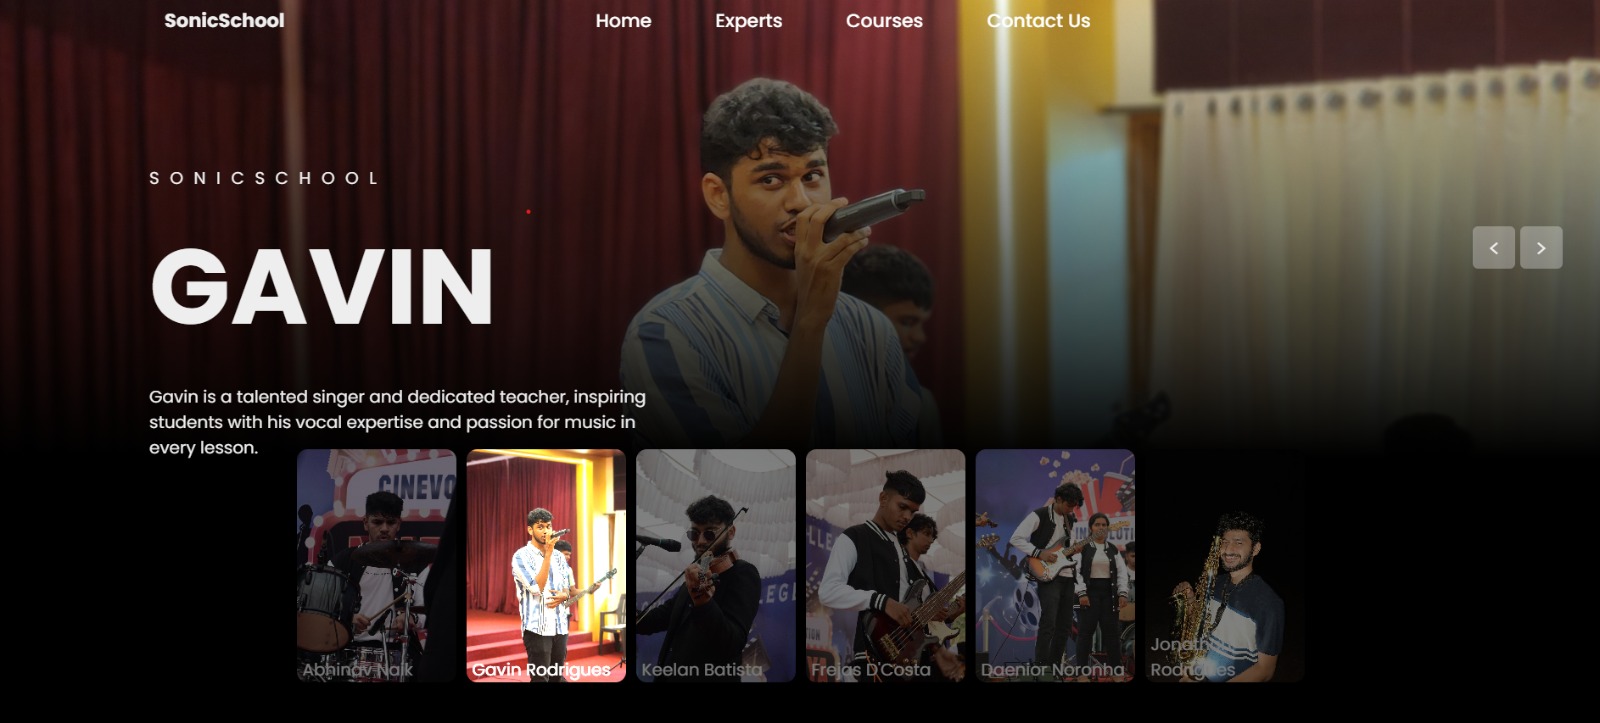 SonicSchool Home Experts Courses Contact Us
SONICSCHOOL
GAVIN
Gavin is a talented singer and dedicated teacher, inspiring
students with his vocal expertise and passion for music in
every lesson.
CINEVO
Abhinav Naik
Gavin Rodrigues
Keelan Batista
Frejas D'Costa
Daenior Noronha
Rodrigues